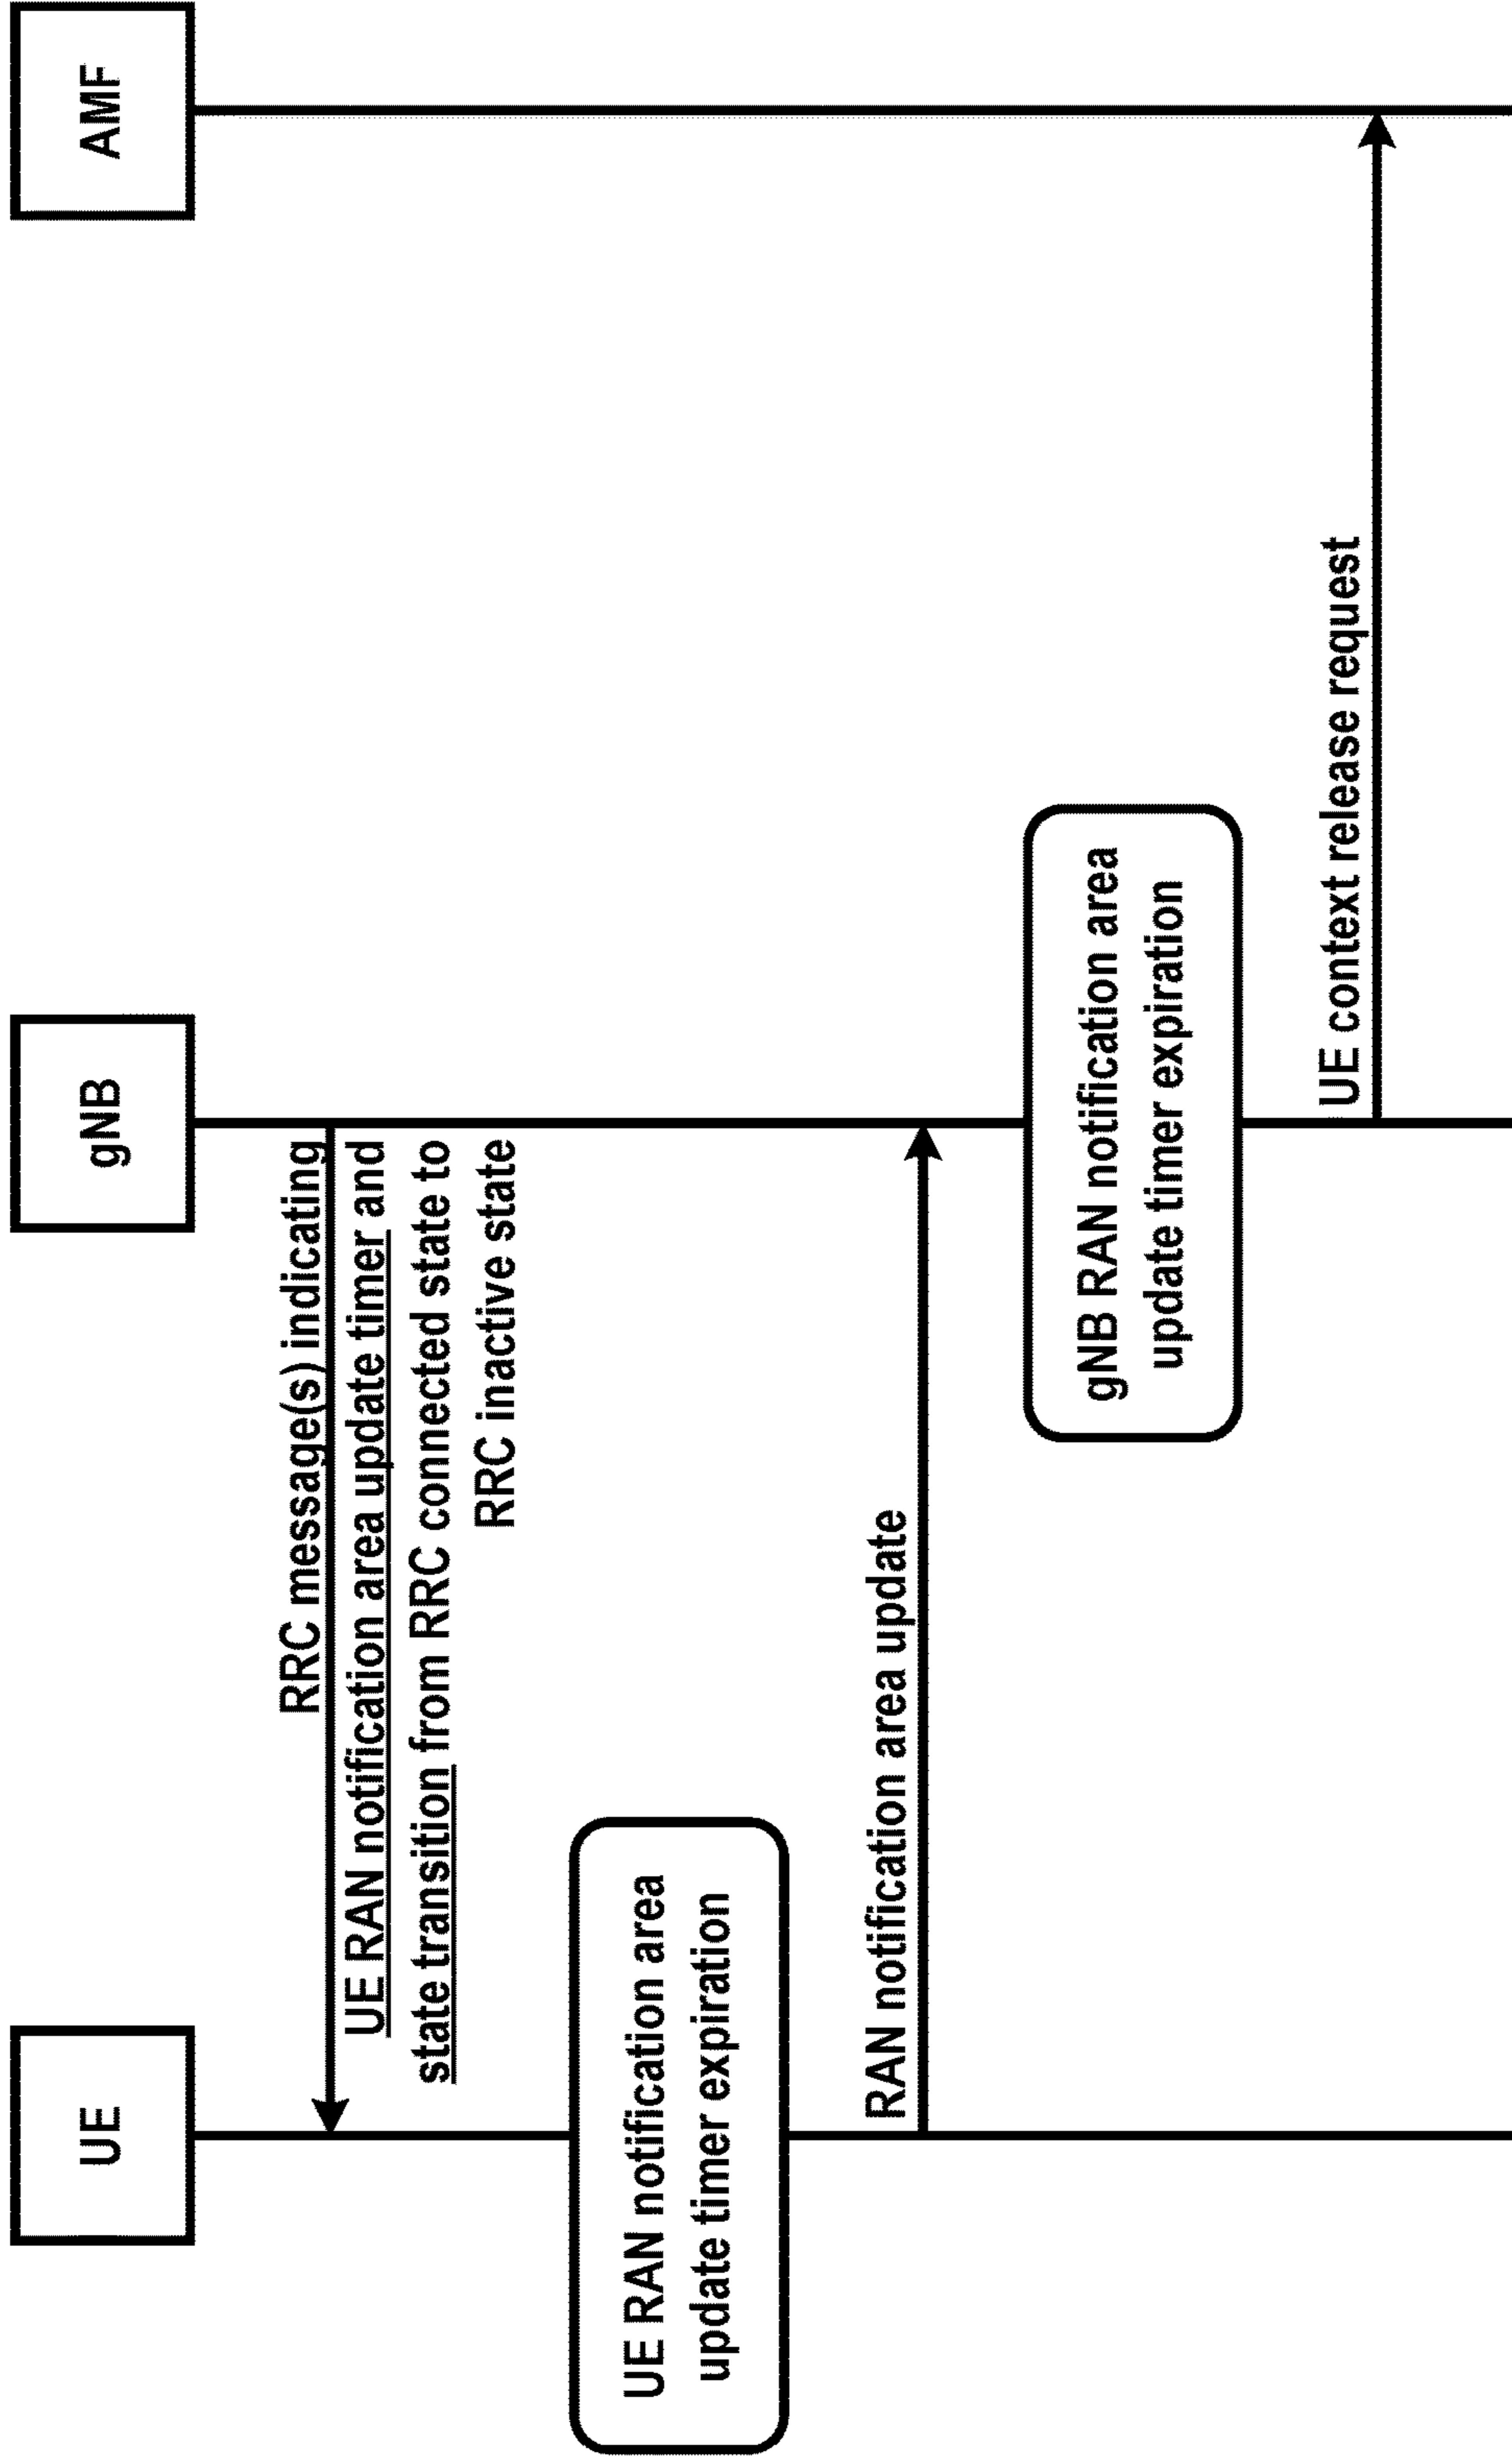 UE
gNB
AMF
RRC message(s) indicating
UE RAN notification area update timer and
state transition from RRC connected state to
RRC inactive state
UE RAN notification area
update timer expiration
RAN notification area update
gNB RAN notification area
update timer expiration
UE context release request